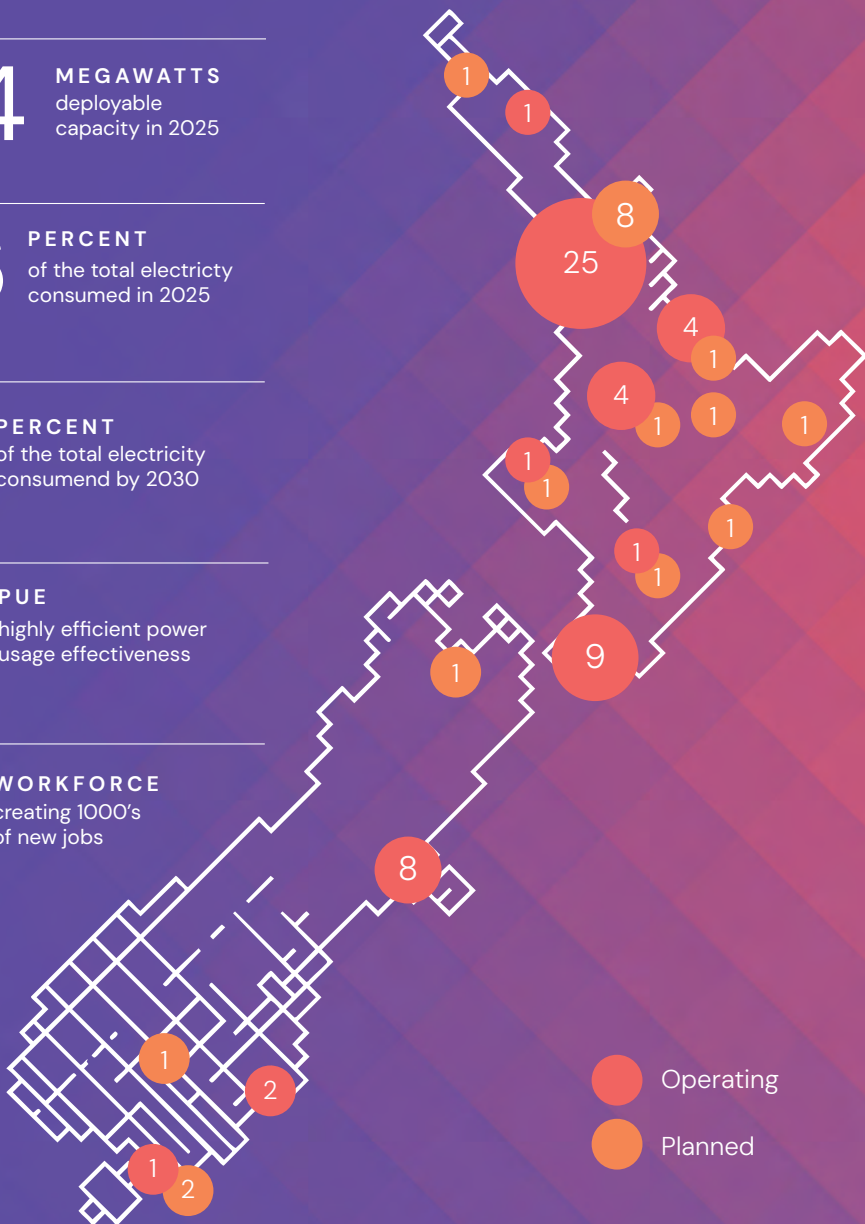 4
MEGAWATTS
deployable
capacity in 2025
PERCENT
of the total electricty
consumed in 2025
PERCENT
of the total electricity
consumend by 2030
PUE
highly efficient power
usage effectiveness
WORKFORCE
creating 1000's
of new jobs
1
1
8
25
4
1
4
1
1
1
1
1
1
1
1
9
1
8
1
2
1
2
Operating
Planned